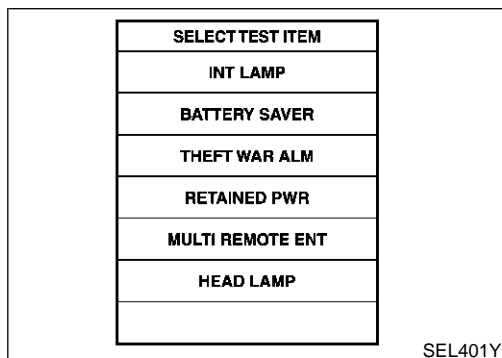 SELECT TEST ITEM
INT LAMP
BATTERY SAVER
THEFT WAR ALM
RETAINED PWR
MULTI REMOTE ENT
HEAD LAMP
SEL401Y